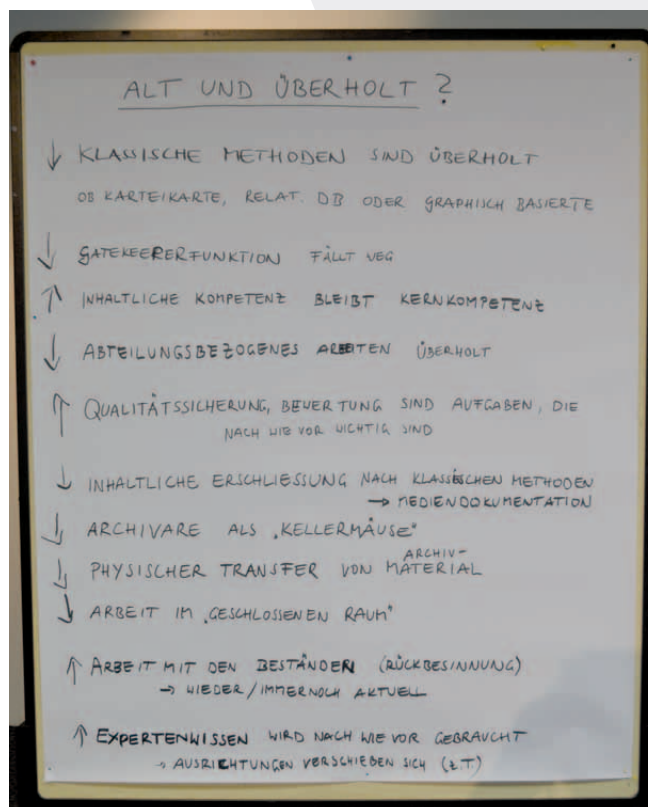 ALT UND ÜBERHOLT ?
↓ KLASSISCHE METHODEN SIND ÜBERHOLT
OB KARTEIKARTE, RELAT. DB ODER GRAPHISCH BASIERTE
↓ GATEKEEPERFUNKTION FÄLLT WEG
↑ INHALTLICHE KOMPETENZ BLEIBT KERNKOMPETENZ
↓ ABTEILUNGSBEZOGENES ARBEITEN ÜBERHOLT
↑ QUALITÄTSSICHERUNG, BEWERTUNG SIND AUFGABEN, DIE
NACH WIE VOR WICHTIG SIND
↓ INHALTLICHE ERSCHLIESSUNG NACH KLASSISCHEN METHODEN
→ MEDIENDOKUMENTATION
↓ ARCHIVARE ALS „KELLERMÄUSE"
ARCHIV-
↓ PHYSISCHER TRANSFER VON MATERIAL
↓ ARBEIT IM „GESCHLOSSENEN RAUM"
↑ ARBEIT MIT DEN BESTÄNDEN (RÜCKBESINNUNG)
→ WIEDER / IMMERNOCH AKTUELL
↑ EXPERTENWISSEN WIRD NACH WIE VOR GEBRAUCHT
→ AUSRICHTUNGEN VERSCHIEBEN SICH (z.T)